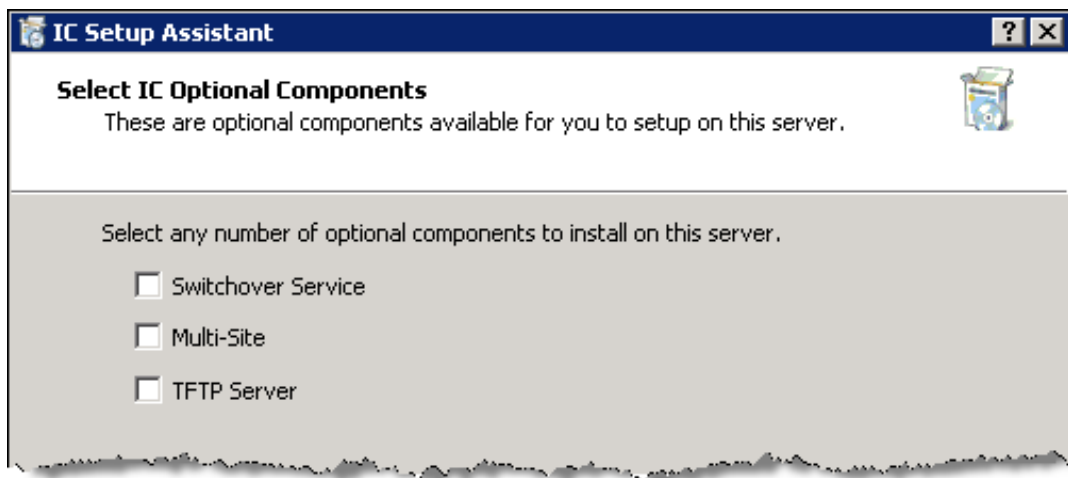 IC Setup Assistant
Select IC Optional Components
These are optional components available for you to setup on this server.
Select any number of optional components to install on this server.
Switchover Service
Multi-Site
TFTP Server